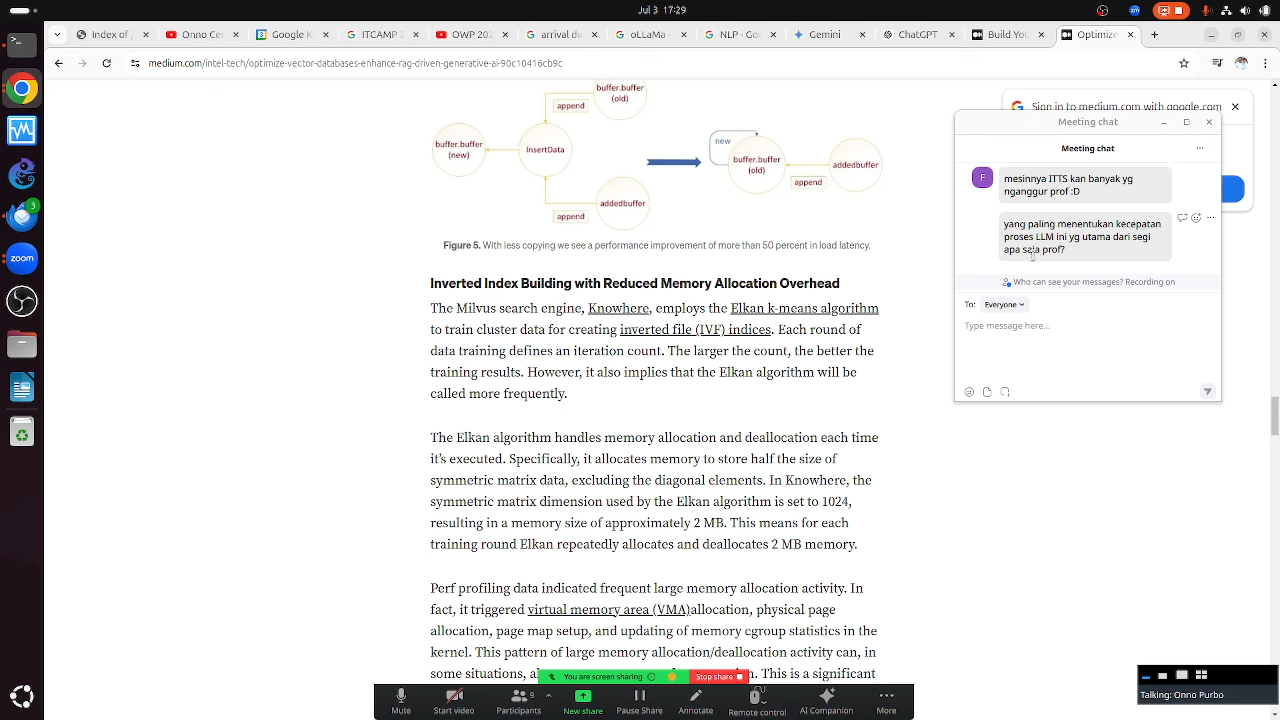 Jul 3 17:29
Index of /
Onno Ce
Google K
ITCAMP 2
OWP 202
arrival dv
oLLaMa -
NLP - Goo
Gemini
ChatGPT
Build You
Optimize
medium.com/intel-tech/optimize-vector-databases-enhance-rag-driven-generative-ai-90c10416cb9c
Sign in to medium.com with google.com
buffer.buffer
(old)
append
buffer.buffer
(new)
InsertData
append
addedbuffer
new
buffer.buffer
(old)
append
addedbuffer
Figure 5. With less copying we see a performance improvement of more than 50 percent in load latency.
Inverted Index Building with Reduced Memory Allocation Overhead
The Milvus search engine, Knowhere, employs the Elkan k-means algorithm
to train cluster data for creating inverted file (IVF) indices. Each round of
data training defines an iteration count. The larger the count, the better the
training results. However, it also implies that the Elkan algorithm will be
called more frequently.
The Elkan algorithm handles memory allocation and deallocation each time
it's executed. Specifically, it allocates memory to store half the size of
symmetric matrix data, excluding the diagonal elements. In Knowhere, the
symmetric matrix dimension used by the Elkan algorithm is set to 1024,
resulting in a memory size of approximately 2 MB. This means for each
training round Elkan repeatedly allocates and deallocates 2 MB memory.
Perf profiling data indicated frequent large memory allocation activity. In
fact, it triggered virtual memory area (VMA)allocation, physical page
allocation, page map setup, and updating of memory cgroup statistics in the
kernel. This pattern of large memory allocation/deallocation activity can, in
some situations, al
. This is a significant
Meeting chat
Meeting chat
F
mesinnya ITTS kan banyak yg
nganggur prof :D
yang paling menentukan kecepatan
proses LLM ini yg utama dari segi
apa saja prof?
Who can see your messages? Recording on
To: Everyone
Type message here...
zoom
3
You are screen sharing
Stop share
Mute
Start video
Participants
9
New share
Pause Share
Annotate
Remote control
AI Companion
More
Talking: Onno Purbo